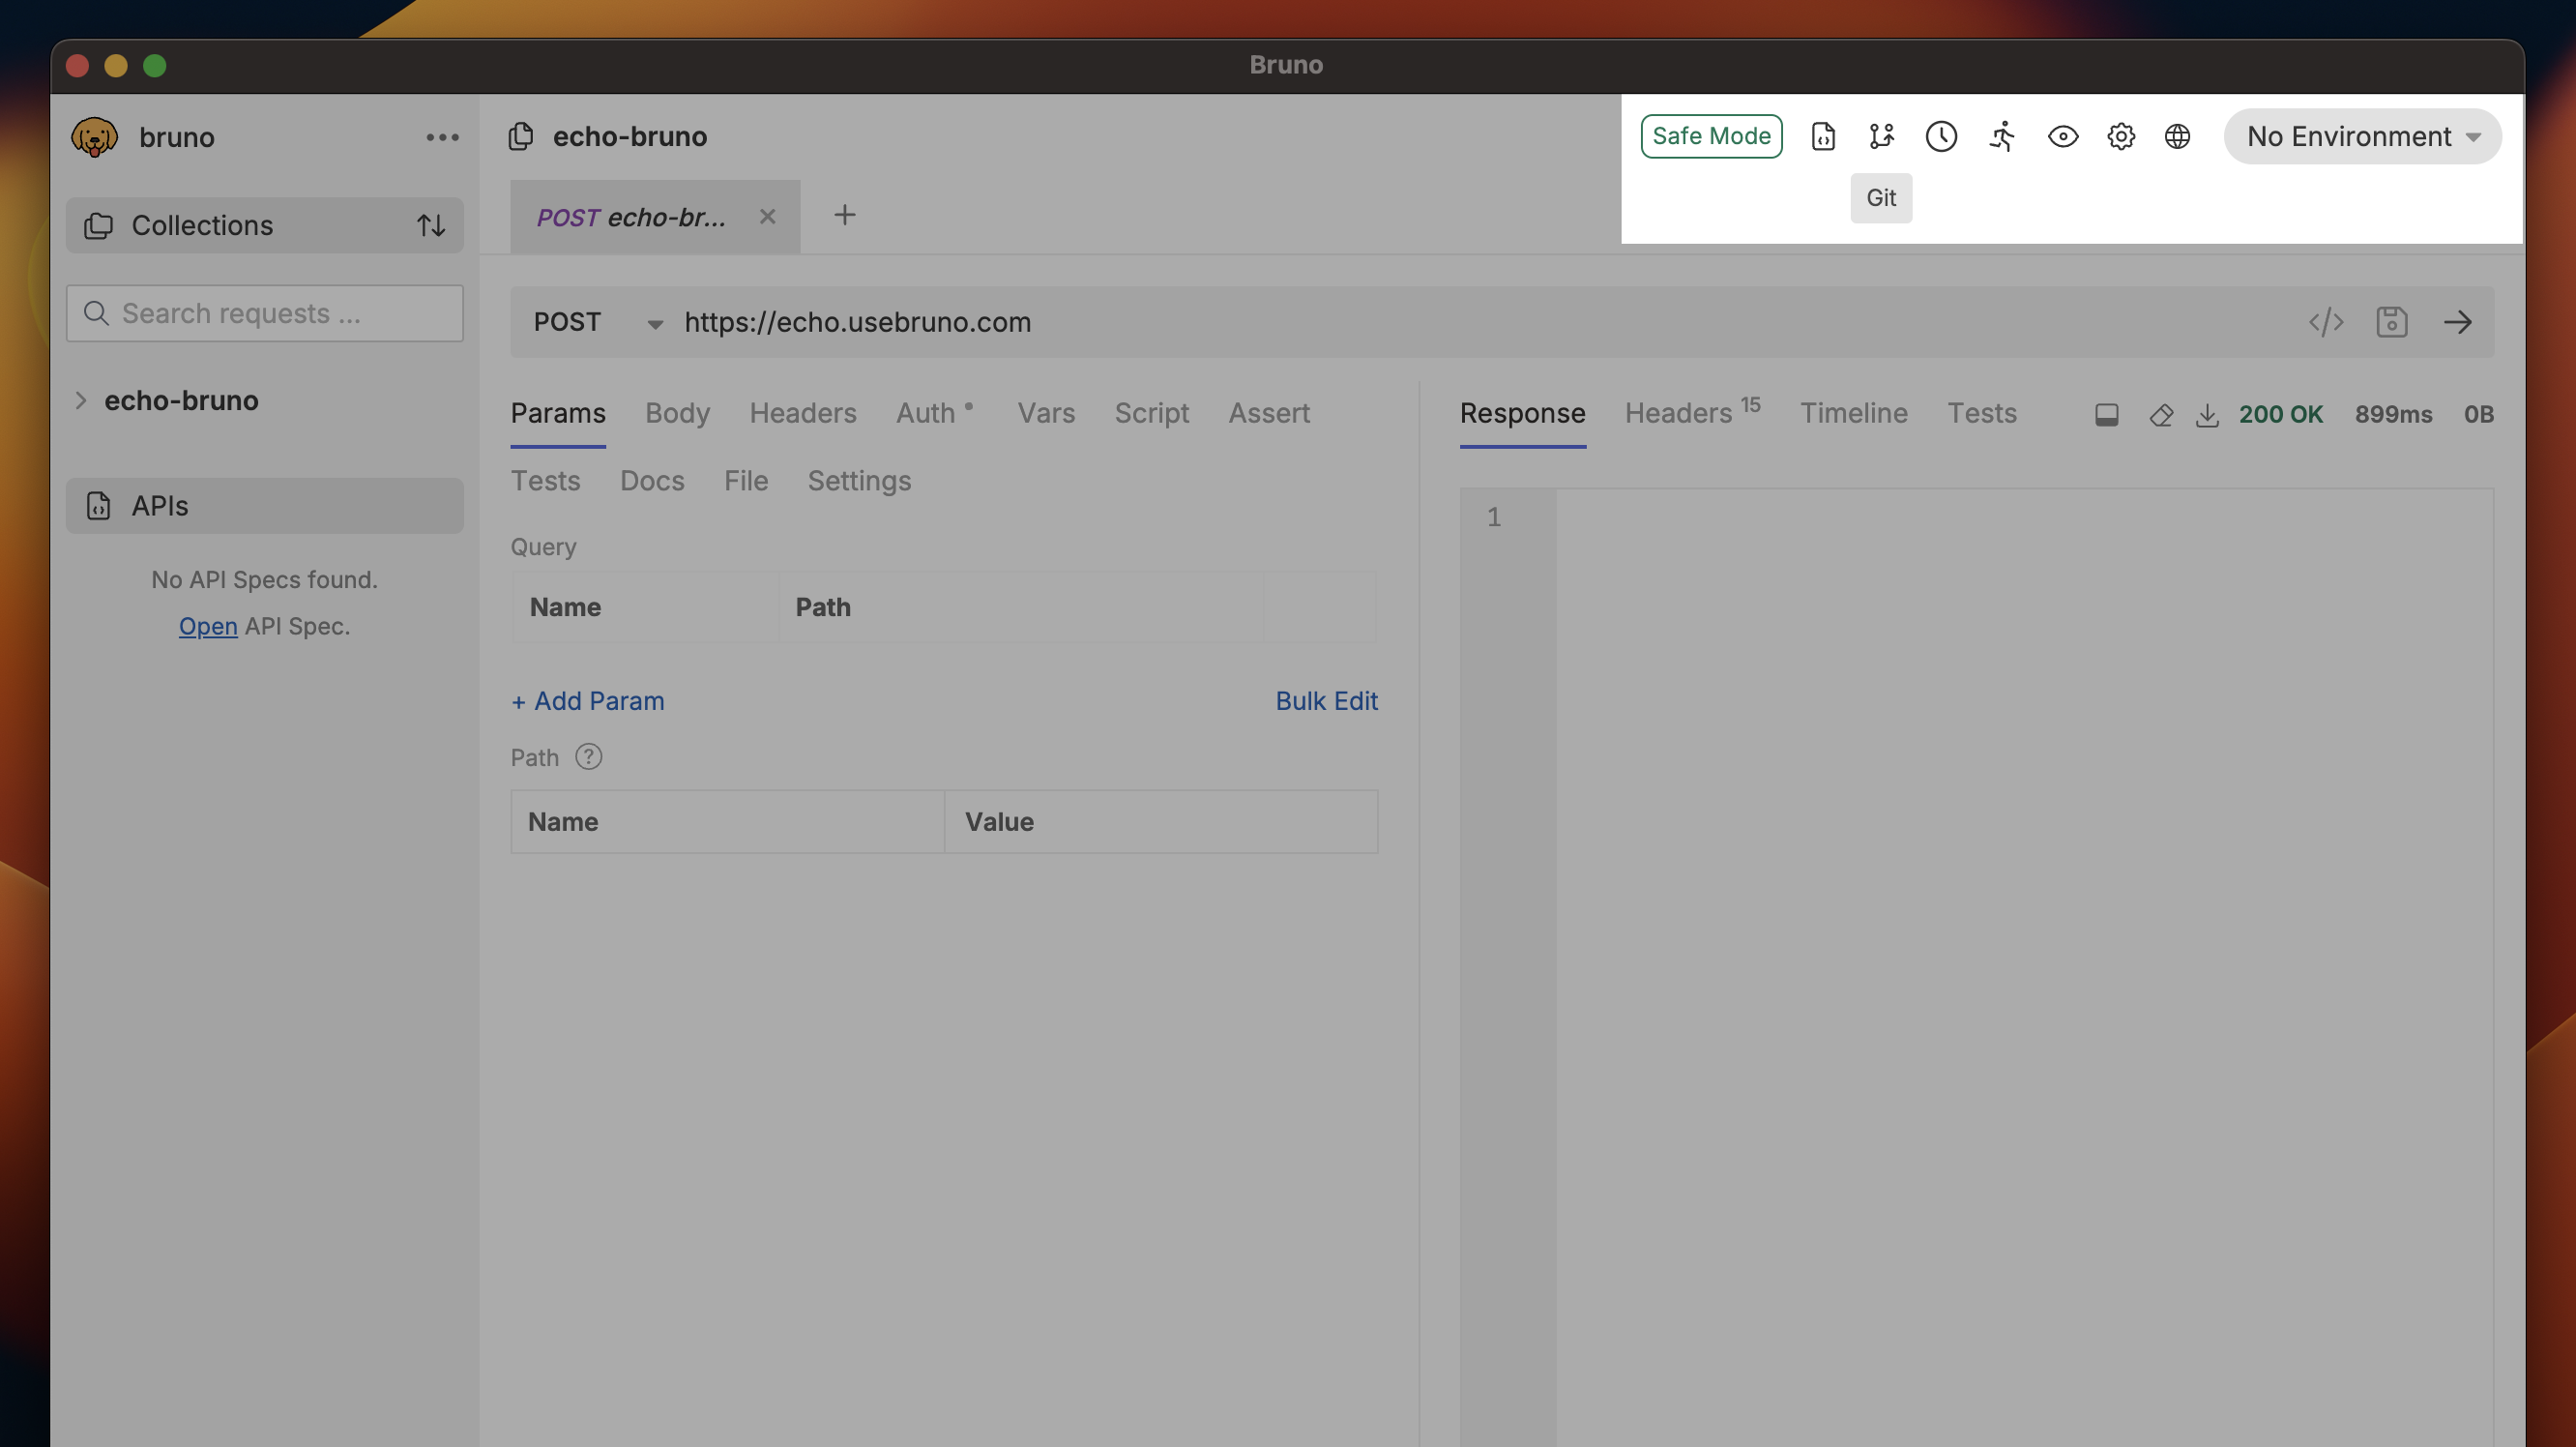 Bruno
bruno
Collections
Search requests ...
echo-bruno
APIs
No API Specs found.
Open API Spec.
echo-bruno
Safe Mode
No Environment
Git
POST echo-br...
POST
https://echo.usebruno.com
Params Body Headers Auth Vars Script Assert
Tests Docs File Settings
Query
Name Path
+ Add Param Bulk Edit
Path ?
Name Value
Response Headers 15 Timeline Tests 200 OK 899ms 0B
1